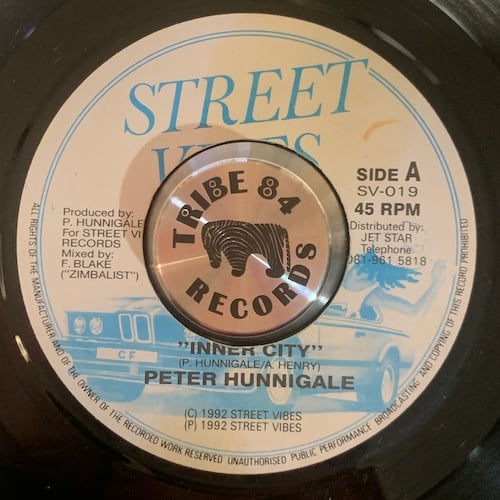 STREET
VIBES
SIDE A
SV-019
45 RPM
Distributed by:
JET STAR
Telephone:
081-961 5818
Produced by:
P. HUNNIGALE
For STREET VI
RECORDS
Mixed by:
F. BLAKE
("ZIMBALIST")
TRIBE 84
RECORDS
CF
"INNER CITY"
(P. HUNNIGALE/A. HENRY)
PETER HUNNIGALE
(C) 1992 STREET VIBES
(P) 1992 STREET VIBES
ALL RIGHTS OF THE MANUFACTURER AND OF THE OWNER OF THE RECORDED WORK RESERVED UNAUTHORISED PUBLIC PERFORMANCE BROADCASTING AND COPYING OF THIS RECORD PROHIBITED